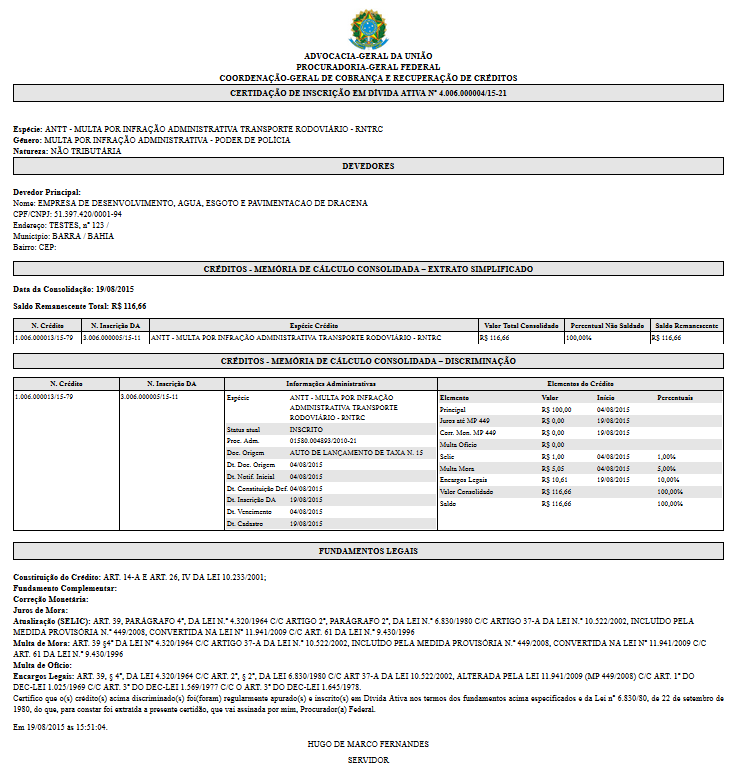 ADVOCACIA-GERAL DA UNIÃO
PROCURADORIA-GERAL FEDERAL
COORDENAÇÃO-GERAL DE COBRANÇA E RECUPERAÇÃO DE CRÉDITOS
CERTIDAÇÃO DE INSCRIÇÃO EM DÍVIDA ATIVA Nº 4.006.000004/15-21
Espécie: ANTT - MULTA POR INFRAÇÃO ADMINISTRATIVA TRANSPORTE RODOVIÁRIO - RNTRC
Gênero: MULTA POR INFRAÇÃO ADMINISTRATIVA - PODER DE POLÍCIA
Natureza: NÃO TRIBUTÁRIA
DEVEDORES
Devedor Principal:
Nome: EMPRESA DE DESENVOLVIMENTO, AGUA, ESGOTO E PAVIMENTACAO DE DRACENA
CPF/CNPJ: 51.397.420/0001-94
Endereço: TESTES, nº 123 /
Município: BARRA / BAHIA
Bairro: CEP:
CRÉDITOS - MEMÓRIA DE CÁLCULO CONSOLIDADA – EXTRATO SIMPLIFICADO
Data da Consolidação: 19/08/2015
Saldo Remanescente Total: R$ 116,66
N. Crédito N. Inscrição DA Espécie Crédito Valor Total Consolidado Percentual Não Saldado Saldo Remanescente
1.006.000013/15-79 3.006.000005/15-11 ANTT - MULTA POR INFRAÇÃO ADMINISTRATIVA TRANSPORTE RODOVIÁRIO - RNTRC R$ 116,66 100,00% R$ 116,66
CRÉDITOS - MEMÓRIA DE CÁLCULO CONSOLIDADA – DISCRIMINAÇÃO
N. Crédito N. Inscrição DA Informações Administrativas Elementos do Crédito
1.006.000013/15-79 3.006.000005/15-11
Espécie ANTT - MULTA POR INFRAÇÃO
ADMINISTRATIVA TRANSPORTE
RODOVIÁRIO - RNTRC
Status atual INSCRITO
Proc. Adm. 01580.004893/2010-21
Doc. Origem AUTO DE LANÇAMENTO DE TAXA N. 15
Dt. Doc. Origem 04/08/2015
Dt. Notif. Inicial 04/08/2015
Dt. Constituição Def. 04/08/2015
Dt. Inscrição DA 19/08/2015
Dt. Vencimento 04/08/2015
Dt. Cadastro 19/08/2015
Elemento Valor Início Percentuais
Principal R$ 100,00 04/08/2015
Juros até MP 449 R$ 0,00 19/08/2015
Corr. Mon. MP 449 R$ 0,00 19/08/2015
Multa Ofício R$ 0,00
Selic R$ 1,00 04/08/2015 1,00%
Multa Mora R$ 5,05 04/08/2015 5,00%
Encargos Legais R$ 10,61 19/08/2015 10,00%
Valor Consolidado R$ 116,66 100,00%
Saldo R$ 116,66 100,00%
FUNDAMENTOS LEGAIS
Constituição do Crédito: ART. 14-A E ART. 26, IV DA LEI 10.233/2001;
Fundamento Complementar:
Correção Monetária:
Juros de Mora:
Atualização (SELIC): ART. 39, PARÁGRAFO 4º, DA LEI N.º 4.320/1964 C/C ARTIGO 2º, PARÁGRAFO 2º, DA LEI N.º 6.830/1980 C/C ARTIGO 37-A DA LEI N.º 10.522/2002, INCLUÍDO PELA
MEDIDA PROVISÓRIA N.º 449/2008, CONVERTIDA NA LEI Nº 11.941/2009 C/C ART. 61 DA LEI N.º 9.430/1996
Multa de Mora: ART. 39 §4º DA LEI N° 4.320/1964 C/C ARTIGO 37-A DA LEI N.º 10.522/2002, INCLUÍDO PELA MEDIDA PROVISÓRIA N.º 449/2008, CONVERTIDA NA LEI Nº 11.941/2009 C/C
ART. 61 DA LEI N.º 9.430/1996
Multa de Ofício:
Encargos Legais: ART. 39, § 4º, DA LEI 4.320/1964 C/C ART. 2º, § 2º, DA LEI 6.830/1980 C/C ART 37-A DA LEI 10.522/2002, ALTERADA PELA LEI 11.941/2009 (MP 449/2008) C/C ART. 1º DO
DEC-LEI 1.025/1969 C/C ART. 3º DO DEC-LEI 1.569/1977 C/C O ART. 3º DO DEC-LEI 1.645/1978.
Certifico que o(s) crédito(s) acima discriminado(s) foi(foram) regularmente apurado(s) e inscrito(s) em Dívida Ativa nos termos dos fundamentos acima especificados e da Lei nº 6.830/80, de 22 de setembro de
1980, do que, para constar foi extraída a presente certidão, que vai assinada por mim, Procurador(a) Federal.
Em 19/08/2015 às 15:51:04.
HUGO DE MARCO FERNANDES
SERVIDOR